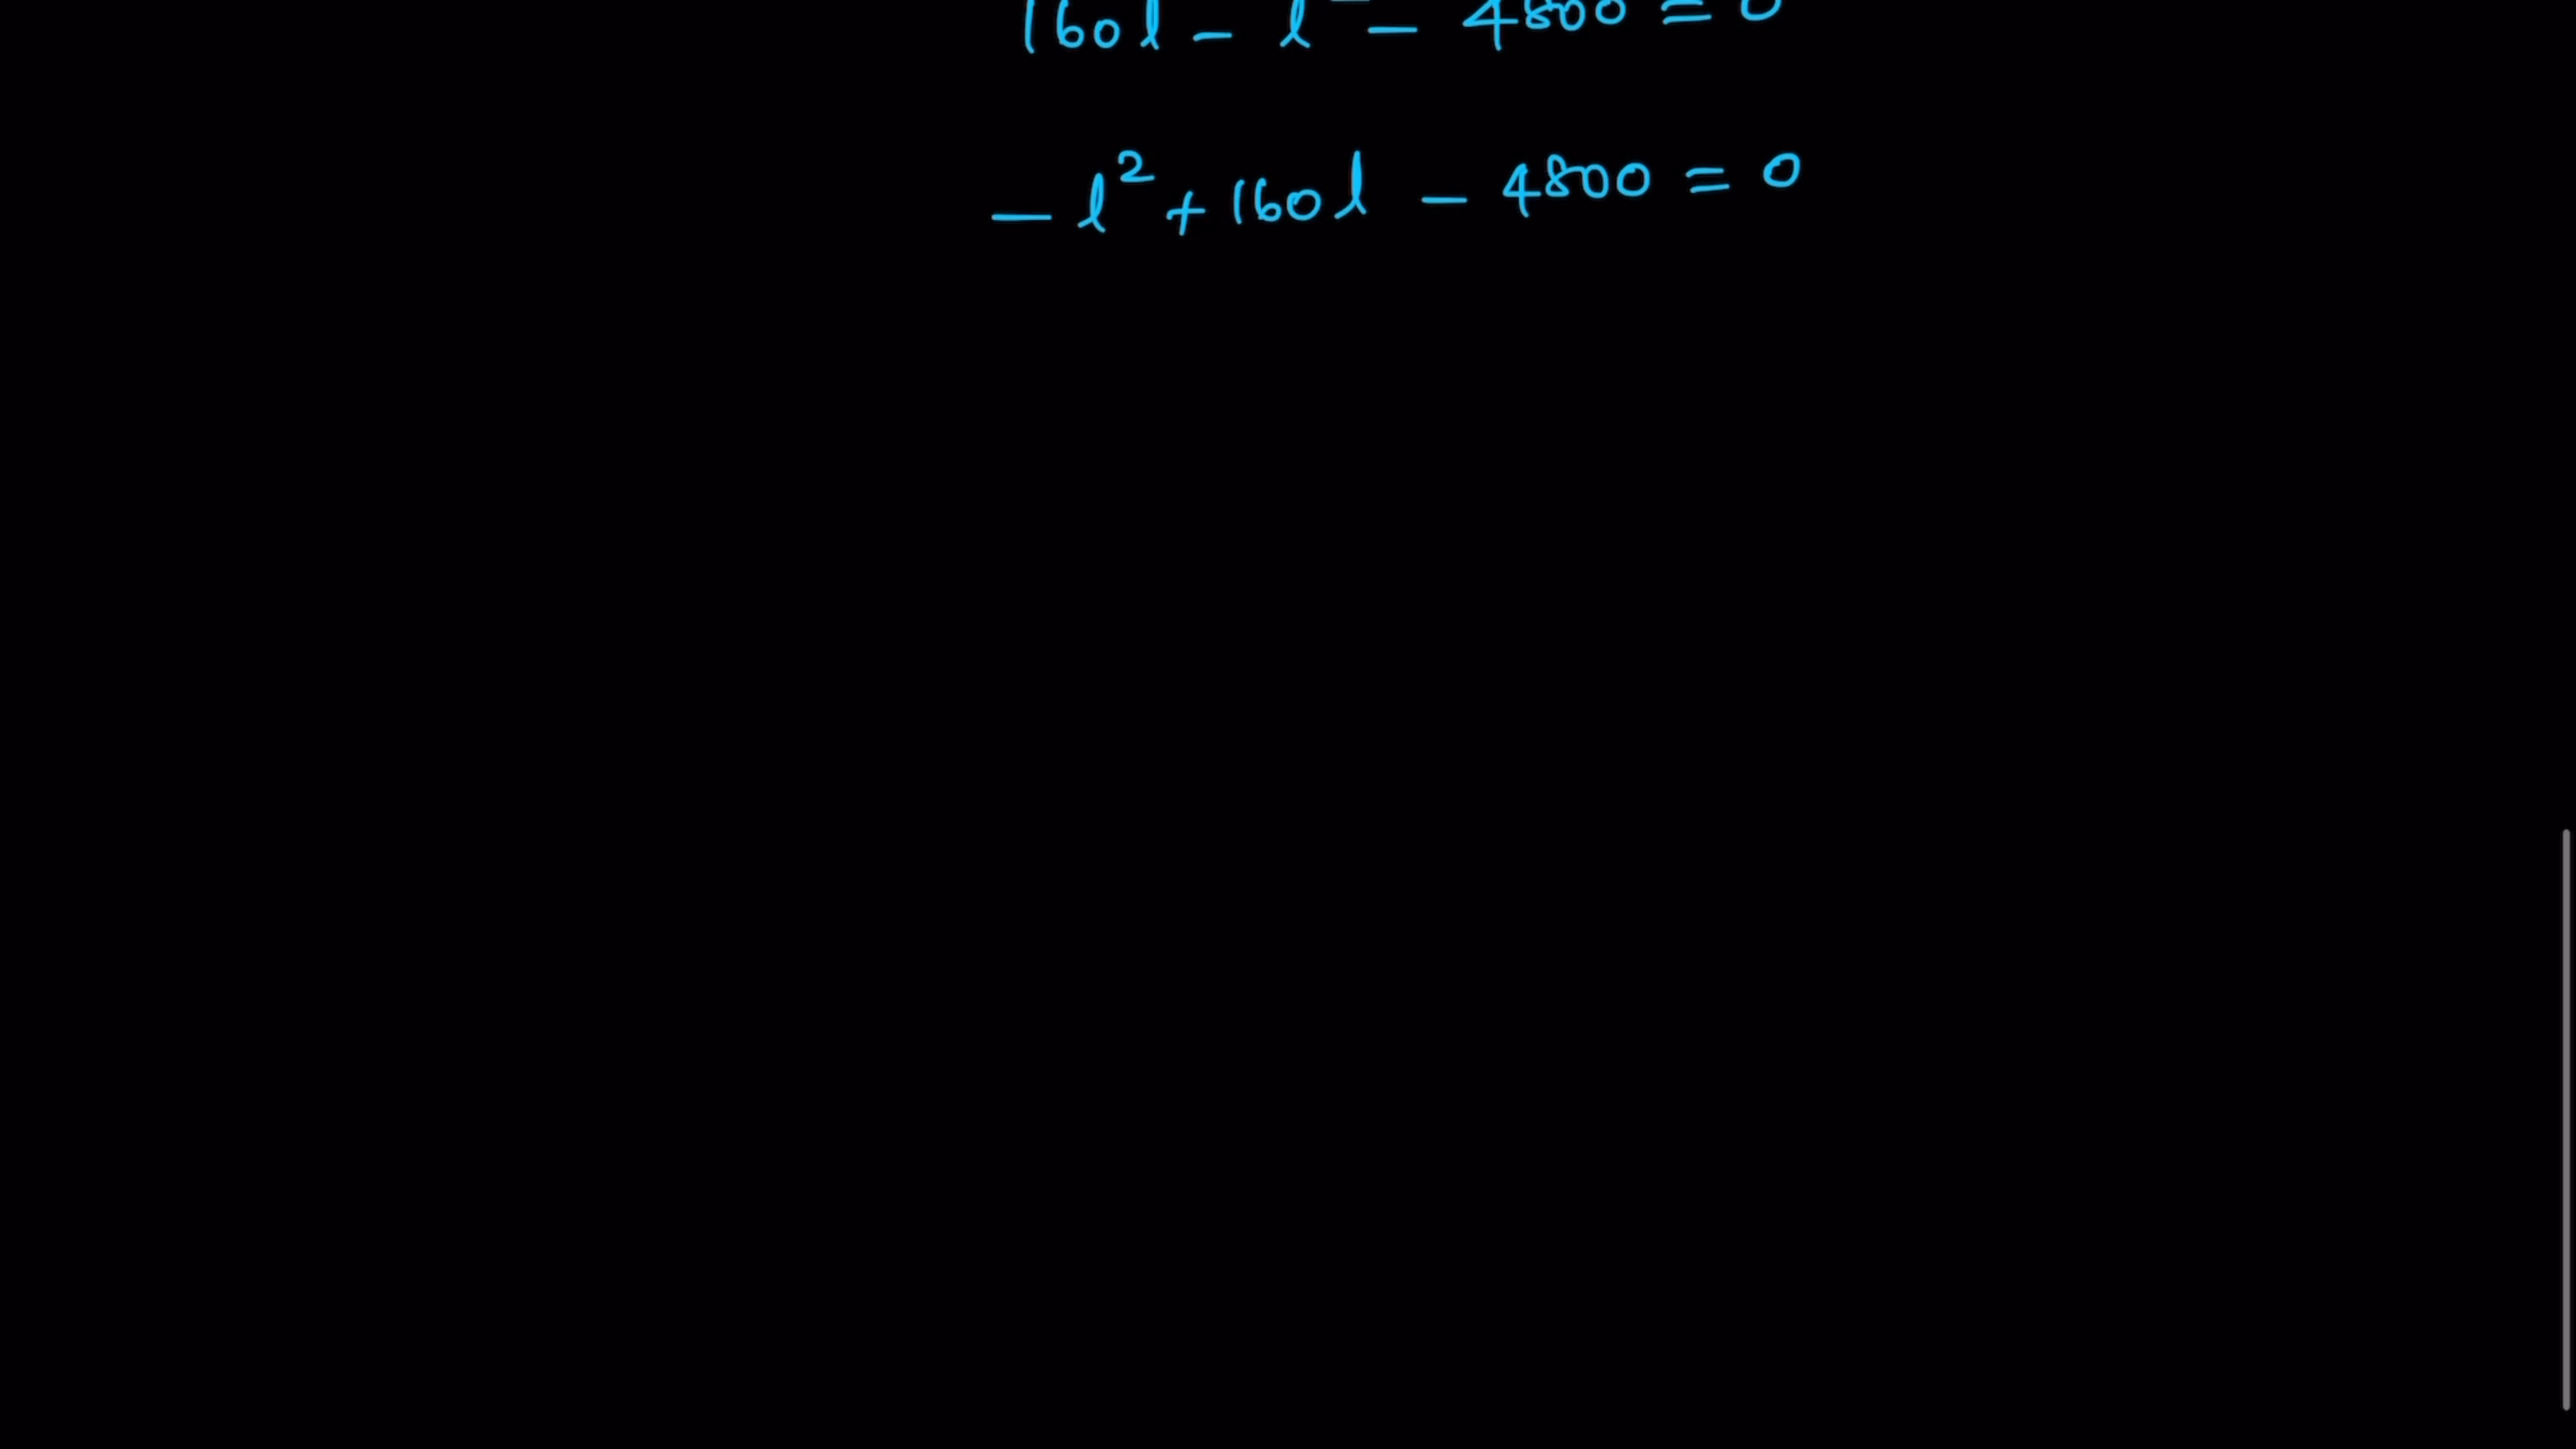 160l - l² - 4800 = 0
- l² + 160l - 4800 = 0